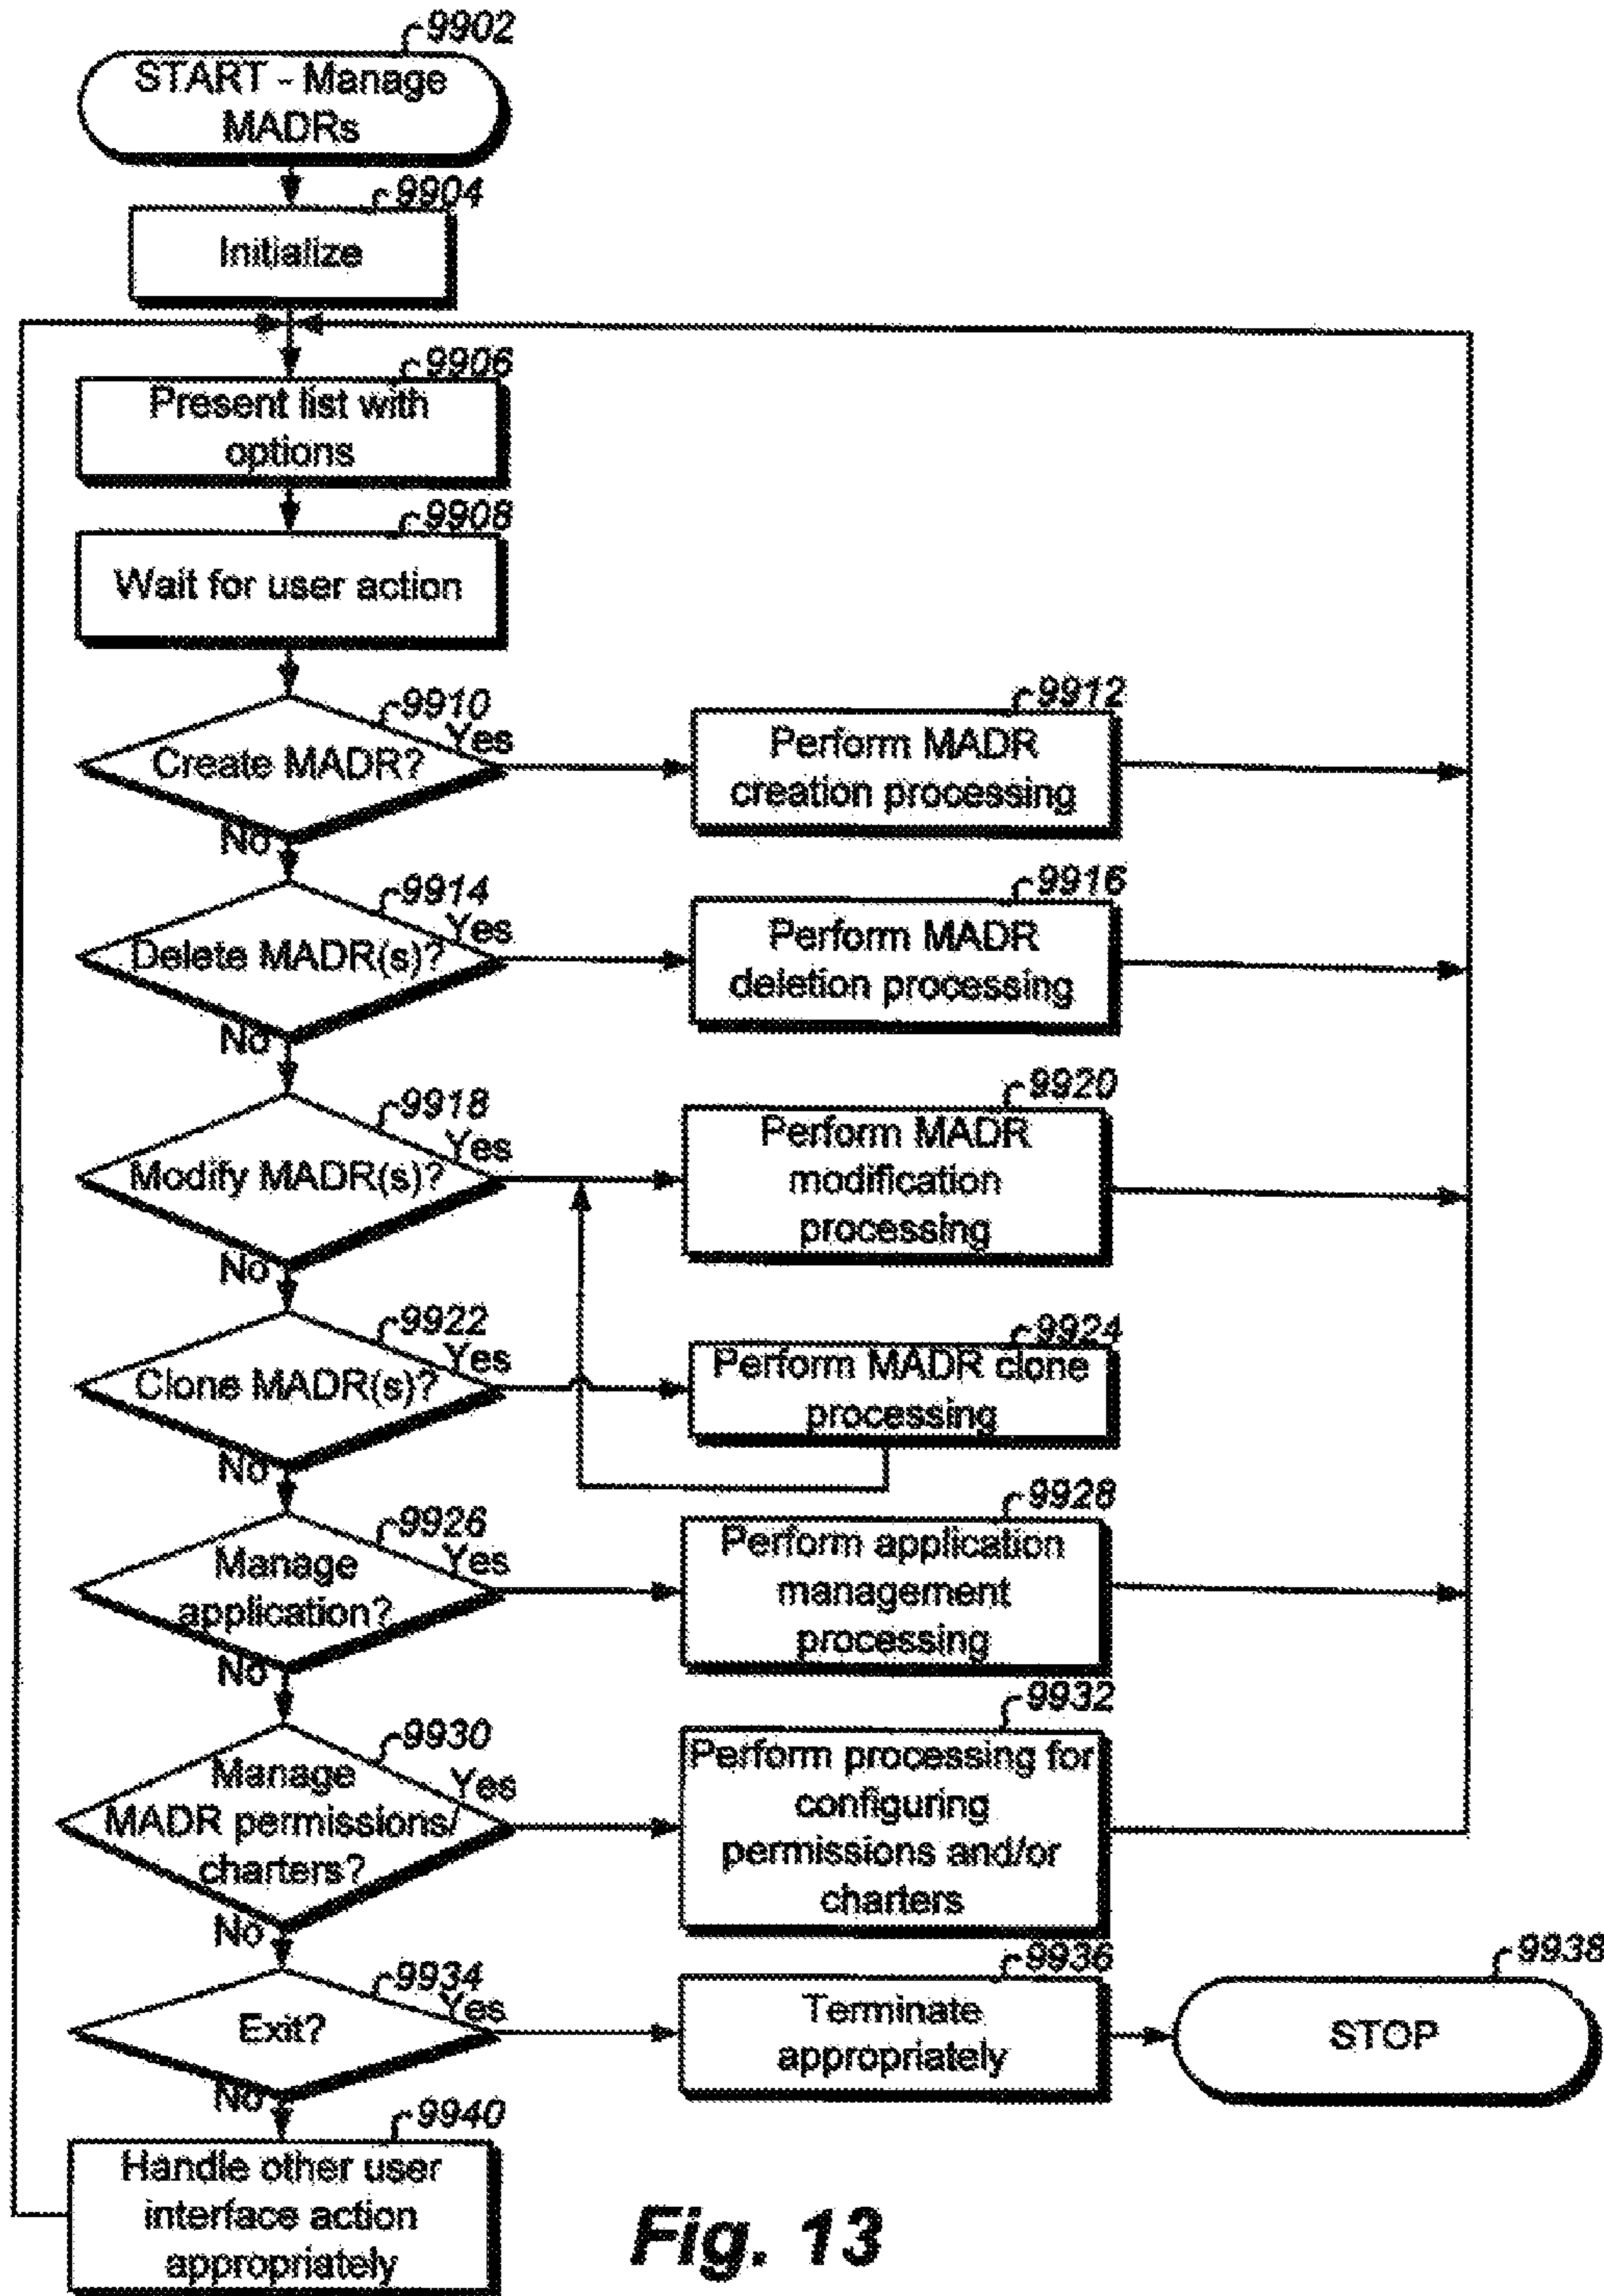 9902
START - Manage
MADRs
9904
Initialize
9906
Present list with
options
9908
Wait for user action
9910
Create MADR?
Yes
No
9912
Perform MADR
creation processing
9914
Delete MADR(s)?
Yes
No
9916
Perform MADR
deletion processing
9918
Modify MADR(s)?
Yes
No
9920
Perform MADR
modification
processing
9922
Clone MADR(s)?
Yes
No
9924
Perform MADR clone
processing
9926
Manage
application?
Yes
No
9928
Perform application
management
processing
9930
Manage
MADR permissions/
charters?
Yes
No
9932
Perform processing for
configuring
permissions and/or
charters
9934
Exit?
Yes
No
9936
Terminate
appropriately
9938
STOP
9940
Handle other user
interface action
appropriately
Fig. 13